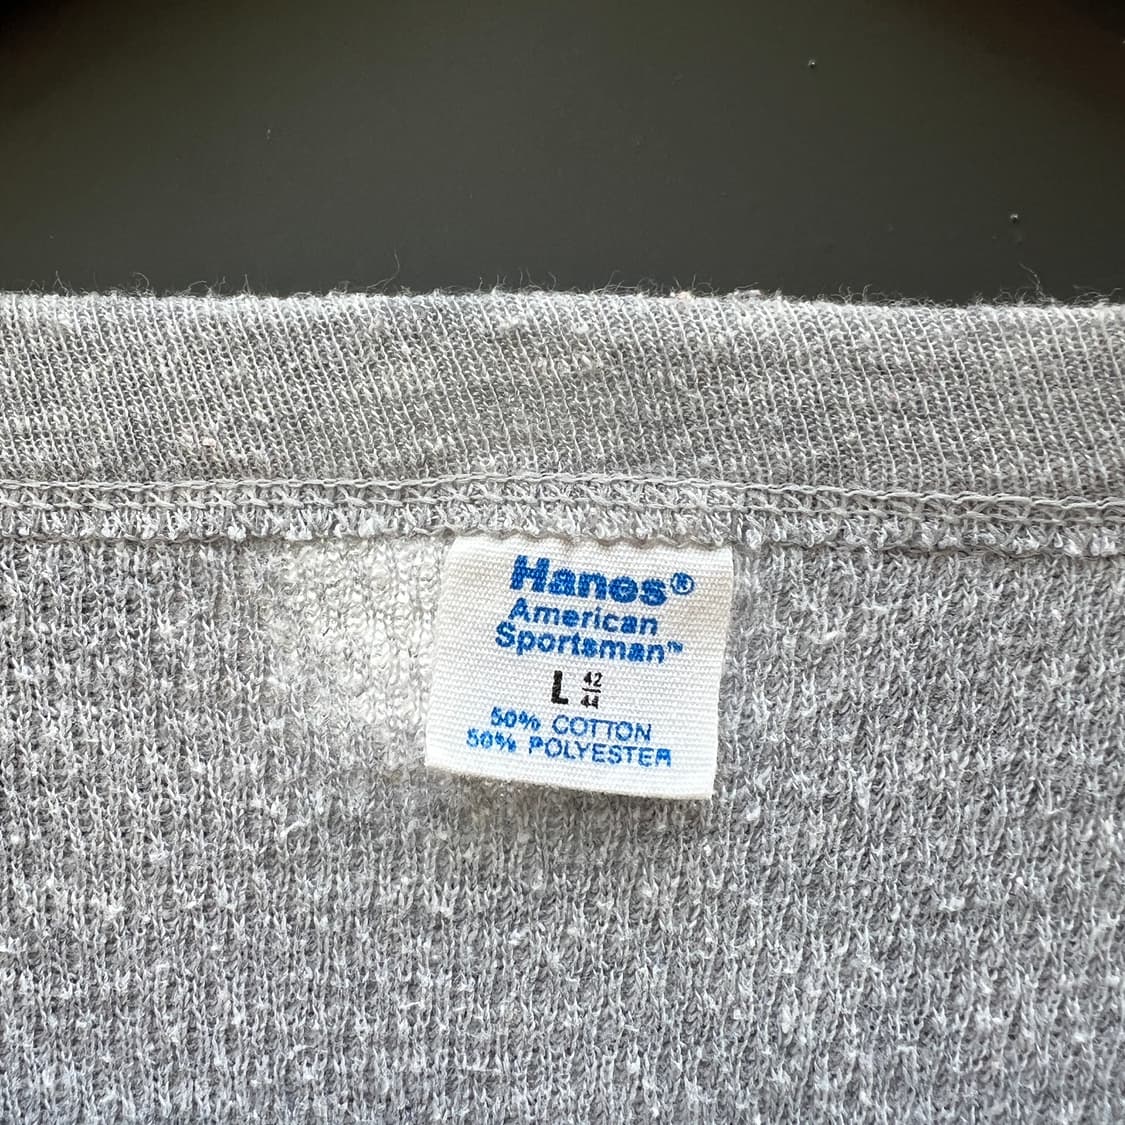 Hanes®
American
Sportsman™
L 42
44
50% COTTON
50% POLYESTER